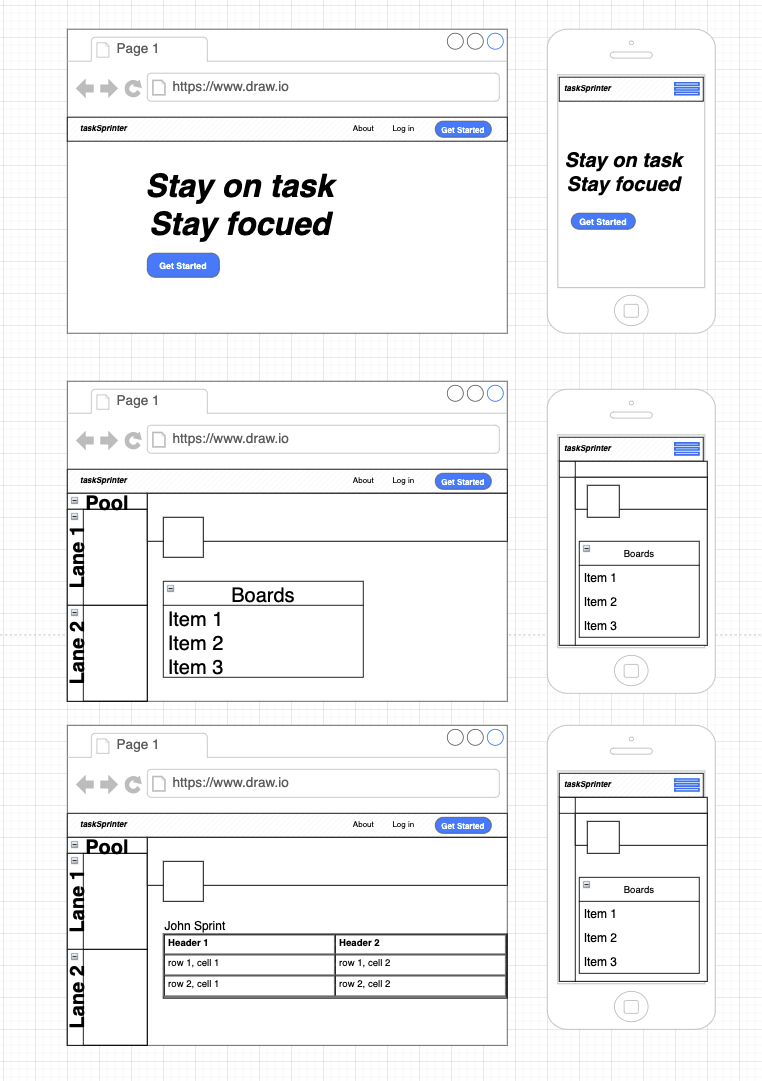 Page 1
https://www.draw.io
taskSprinter
About
Log in
Get Started
Stay on task
Stay focued
Get Started
taskSprinter
Stay on task
Stay focued
Get Started
Page 1
https://www.draw.io
taskSprinter
About
Log in
Get Started
Pool
Lane 1
Lane 2
Boards
Item 1
Item 2
Item 3
taskSprinter
Boards
Item 1
Item 2
Item 3
Page 1
https://www.draw.io
taskSprinter
About
Log in
Get Started
Pool
Lane 1
Lane 2
John Sprint
Header 1
Header 2
row 1, cell 1
row 1, cell 2
row 2, cell 1
row 2, cell 2
taskSprinter
Boards
Item 1
Item 2
Item 3